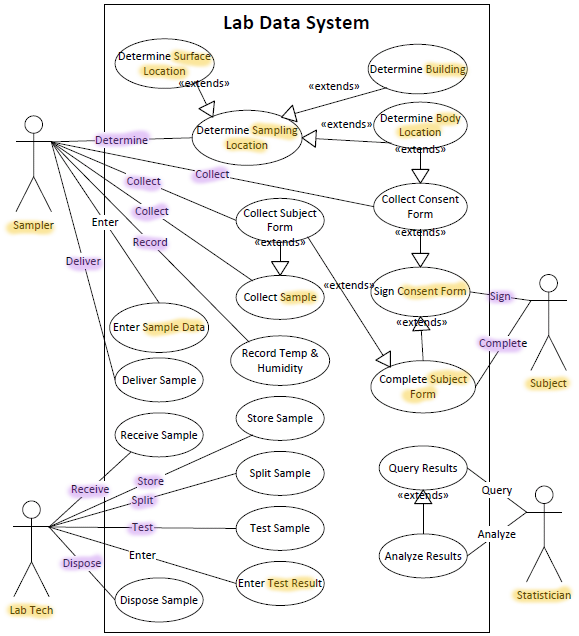 Lab Data System
Determine Surface
Location
«extends»
Determine Building
«extends»
Determine Body
Location
«extends»
«extends»
Determine Sampling
Location
Determine
Collect
Collect
Collect
Enter
Record
Deliver
Sampler
Collect Subject
Form
«extends»
Collect Consent
Form
«extends»
Collect Sample
«extends»
Sign Consent Form
«extends»
Sign
Complete
Subject
Enter Sample Data
Record Temp &
Humidity
Deliver Sample
Complete Subject
Form
Receive Sample
Store Sample
Split Sample
Test Sample
Enter Test Result
Dispose Sample
Receive
Store
Split
Test
Enter
Dispose
Lab Tech
Query Results
«extends»
Analyze Results
Query
Analyze
Statistician